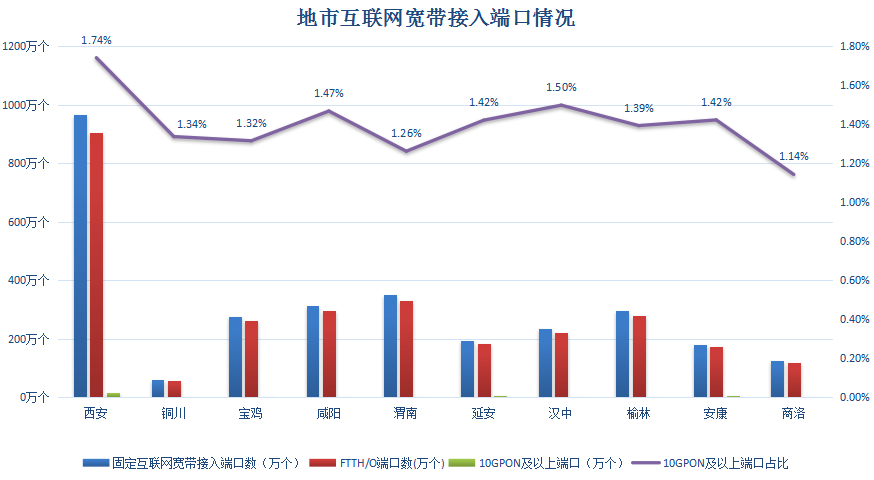 地市互联网宽带接入端口情况
1200万个
1000万个
800万个
600万个
400万个
200万个
0万个
1.80%
1.60%
1.40%
1.20%
1.00%
0.80%
0.60%
0.40%
0.20%
0.00%
1.74%
1.34%
1.32%
1.47%
1.26%
1.42%
1.50%
1.39%
1.42%
1.14%
西安 铜川 宝鸡 咸阳 渭南 延安 汉中 榆林 安康 商洛
固定互联网宽带接入端口数（万个） FTTH/O端口数(万个) 10GPON及以上端口（万个） 10GPON及以上端口占比